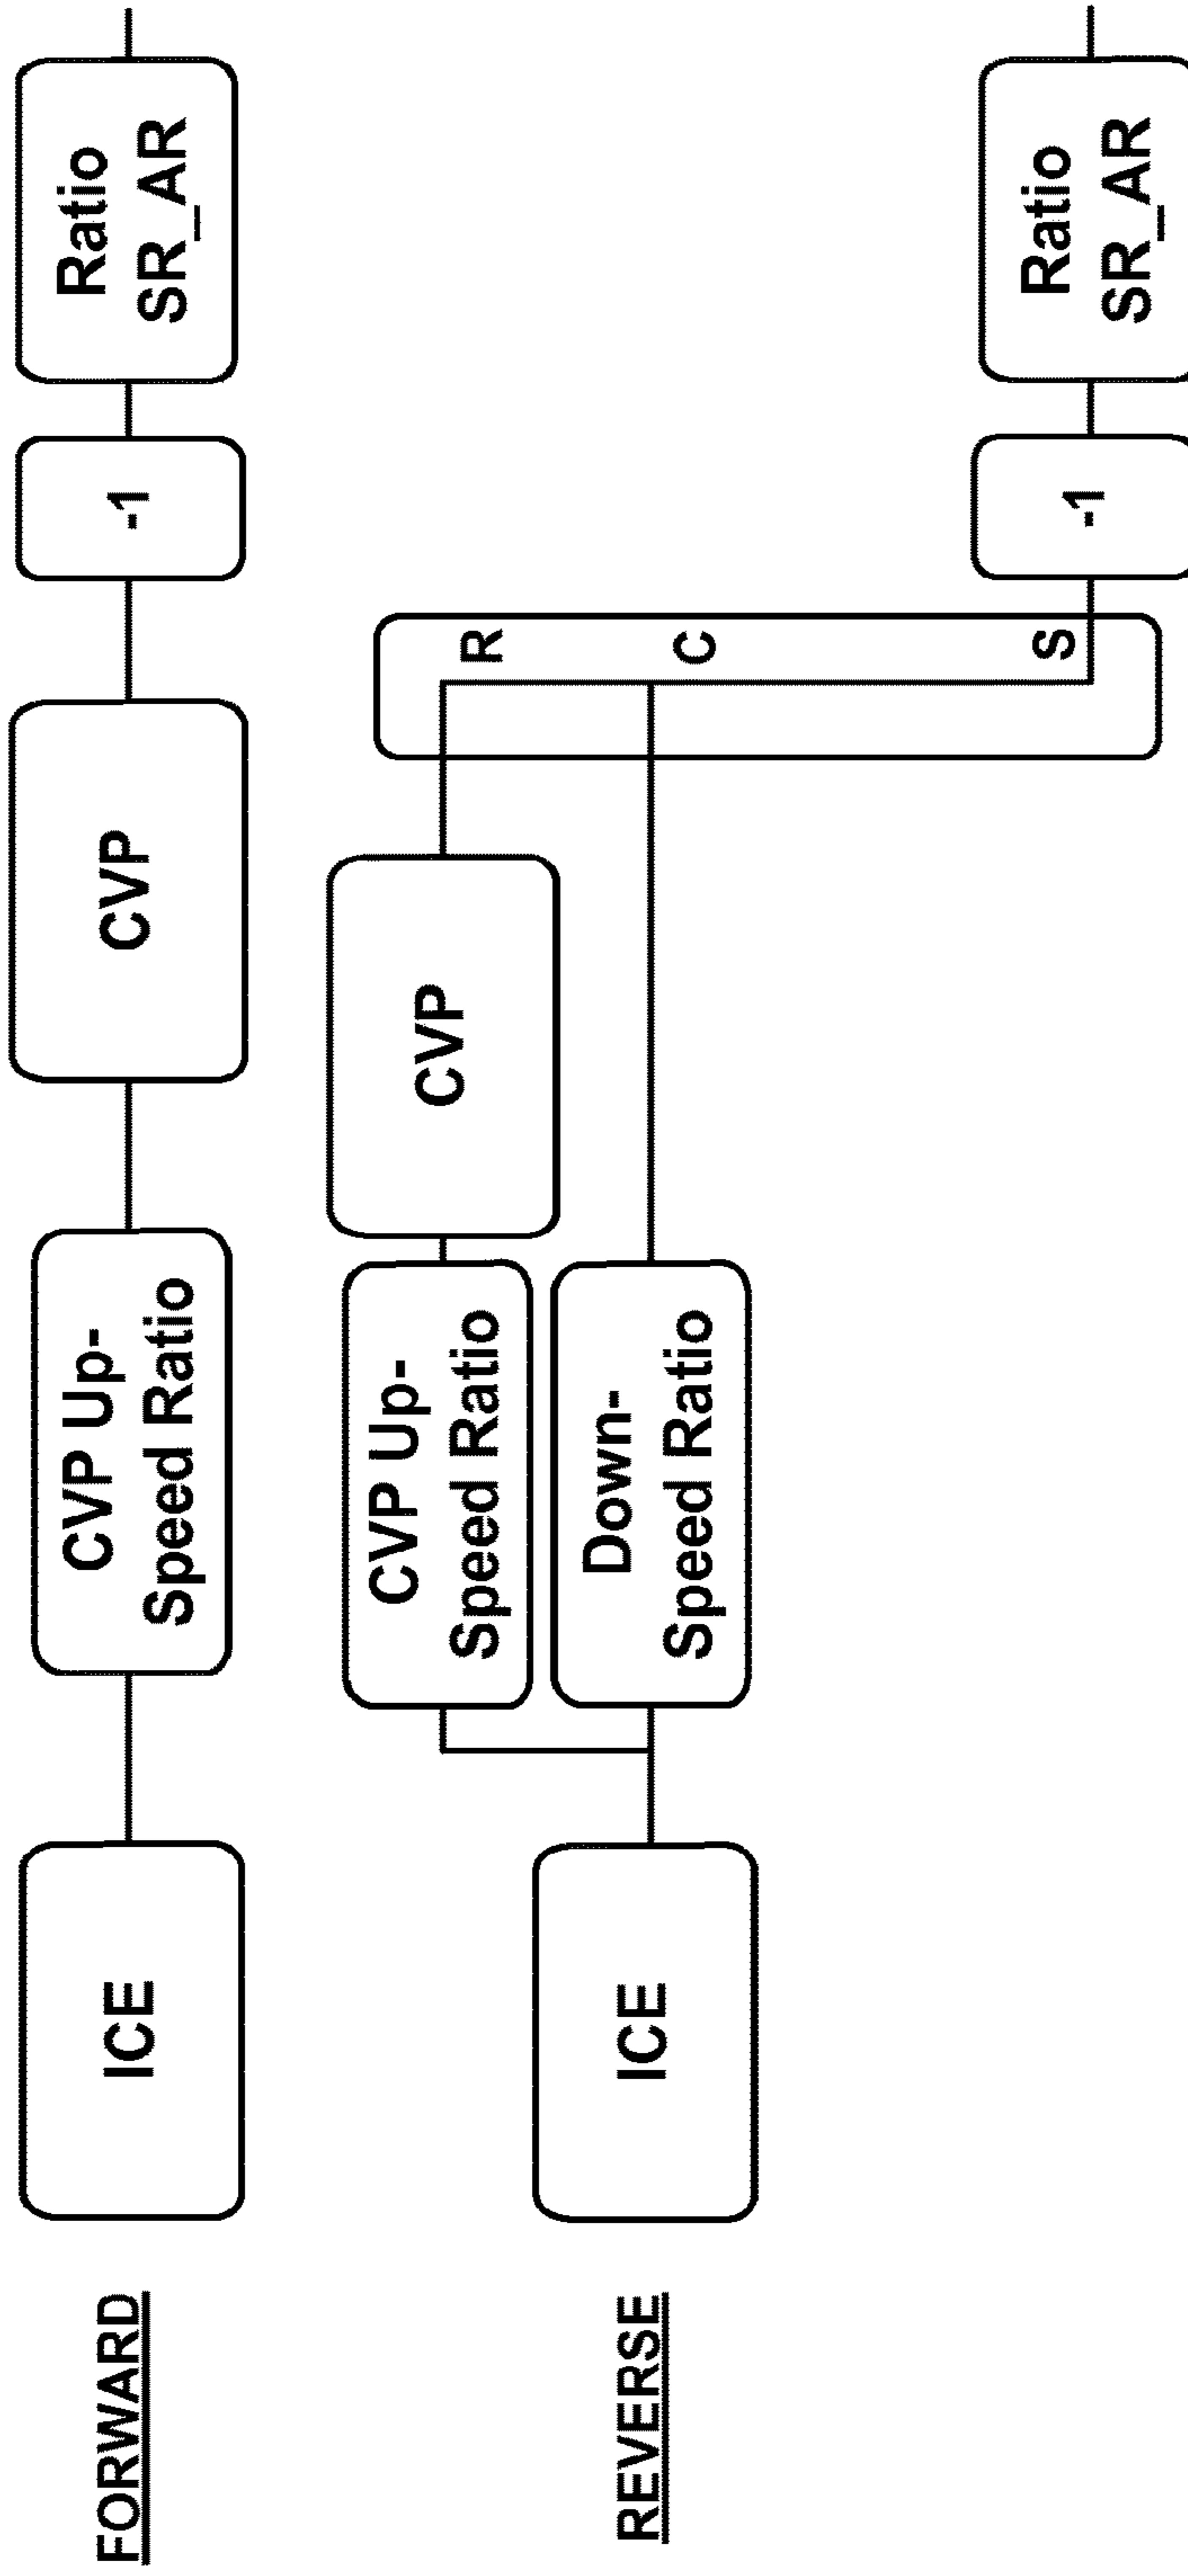 FORWARD
ICE
CVP Up-
Speed Ratio
CVP
-1
Ratio
SR_AR
REVERSE
ICE
CVP Up-
Speed Ratio
Down-
Speed Ratio
CVP
R
C
S
-1
Ratio
SR_AR